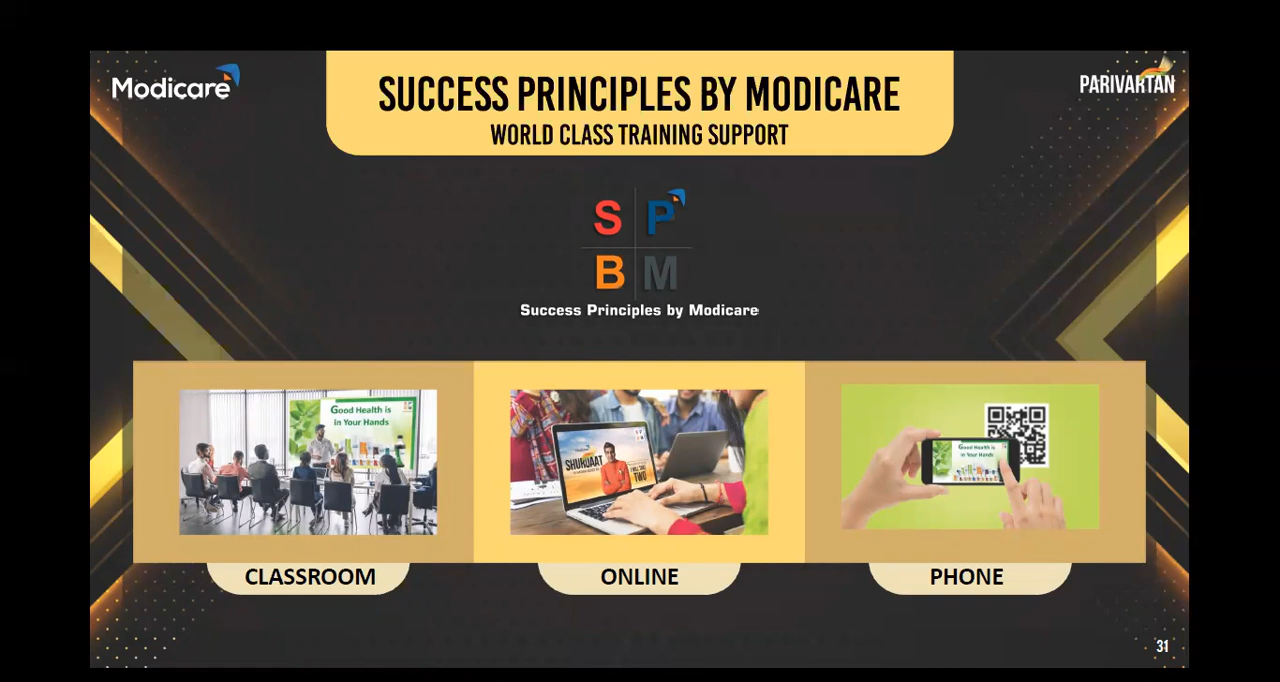 Modicare
SUCCESS PRINCIPLES BY MODICARE
WORLD CLASS TRAINING SUPPORT
PARIVARTAN
S P
B M
Success Principles by Modicare
Good Health is
in Your Hands
SHURUAAT
TWO
Good Health is
in Your Hands
CLASSROOM
ONLINE
PHONE
31